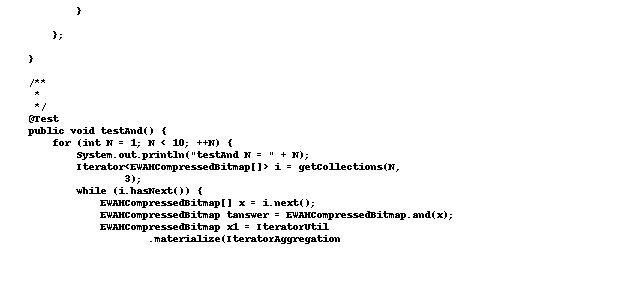 }
};
}
/**
*
*/
@Test
public void testAnd() {
for (int N = 1; N < 10; ++N) {
System.out.println("testAnd N = " + N);
Iterator<EWAHCompressedBitmap[]> i = getCollections(N,
3);
while (i.hasNext()) {
EWAHCompressedBitmap[] x = i.next();
EWAHCompressedBitmap tanswer = EWAHCompressedBitmap.and(x);
EWAHCompressedBitmap x1 = IteratorUtil
.materialize(IteratorAggregation